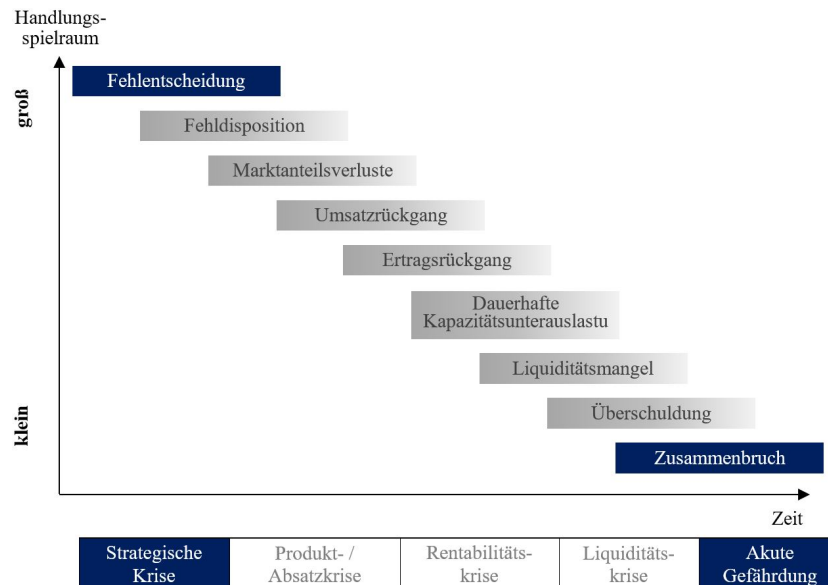 Handlungs-
spielraum
groß
Fehlentscheidung
Fehldisposition
Marktanteilsverluste
Umsatzrückgang
Ertragsrückgang
Dauerhafte
Kapazitätsunterauslastu
Liquiditätsmangel
klein
Überschuldung
Zusammenbruch
Zeit
Strategische
Krise
Produkt- /
Absatzkrise
Rentabilitäts-
krise
Liquiditäts-
krise
Akute
Gefährdung